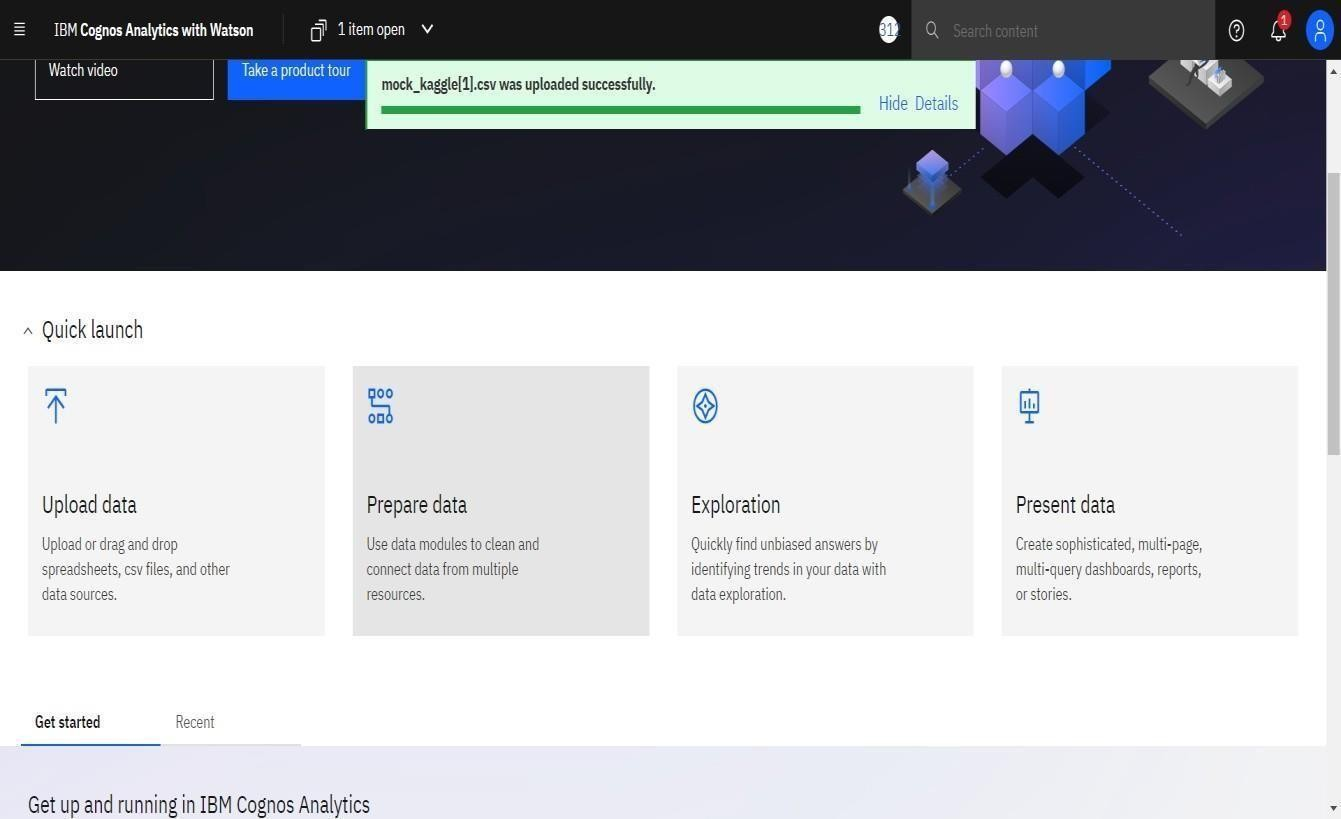 IBM Cognos Analytics with Watson
1 item open
312
Search content
1
Watch video
Take a product tour
mock_kaggle[1].csv was uploaded successfully.
Hide Details
Quick launch
Upload data
Upload or drag and drop
spreadsheets, csv files, and other
data sources.
Prepare data
Use data modules to clean and
connect data from multiple
resources.
Exploration
Quickly find unbiased answers by
identifying trends in your data with
data exploration.
Present data
Create sophisticated, multi-page,
multi-query dashboards, reports,
or stories.
Get started
Recent
Get up and running in IBM Cognos Analytics